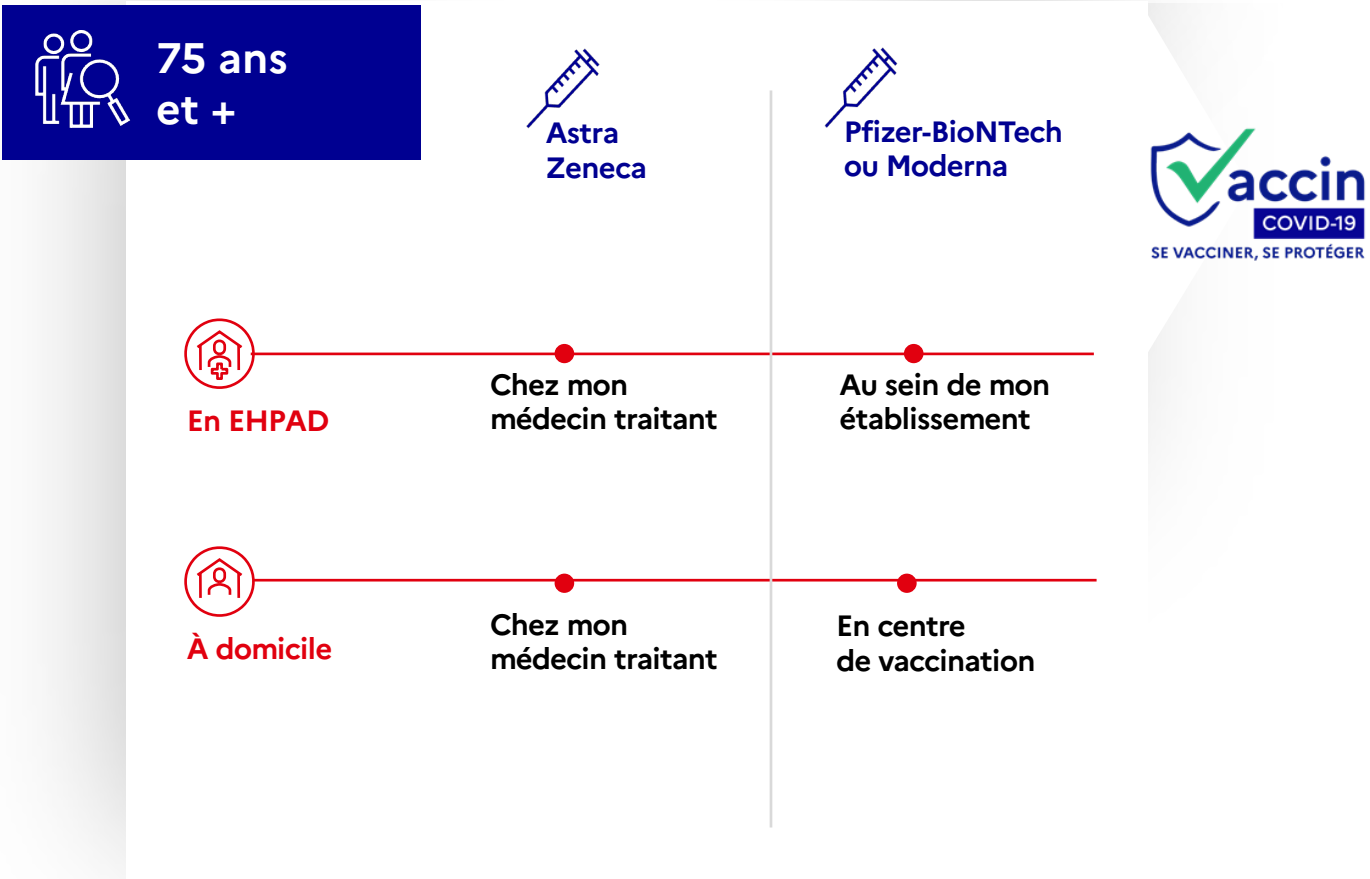 75 ans
et +
Astra
Zeneca
Pfizer-BioNTech
ou Moderna
Vaccin
COVID-19
SE VACCINER, SE PROTÉGER
En EHPAD
Chez mon
médecin traitant
Au sein de mon
établissement
À domicile
Chez mon
médecin traitant
En centre
de vaccination